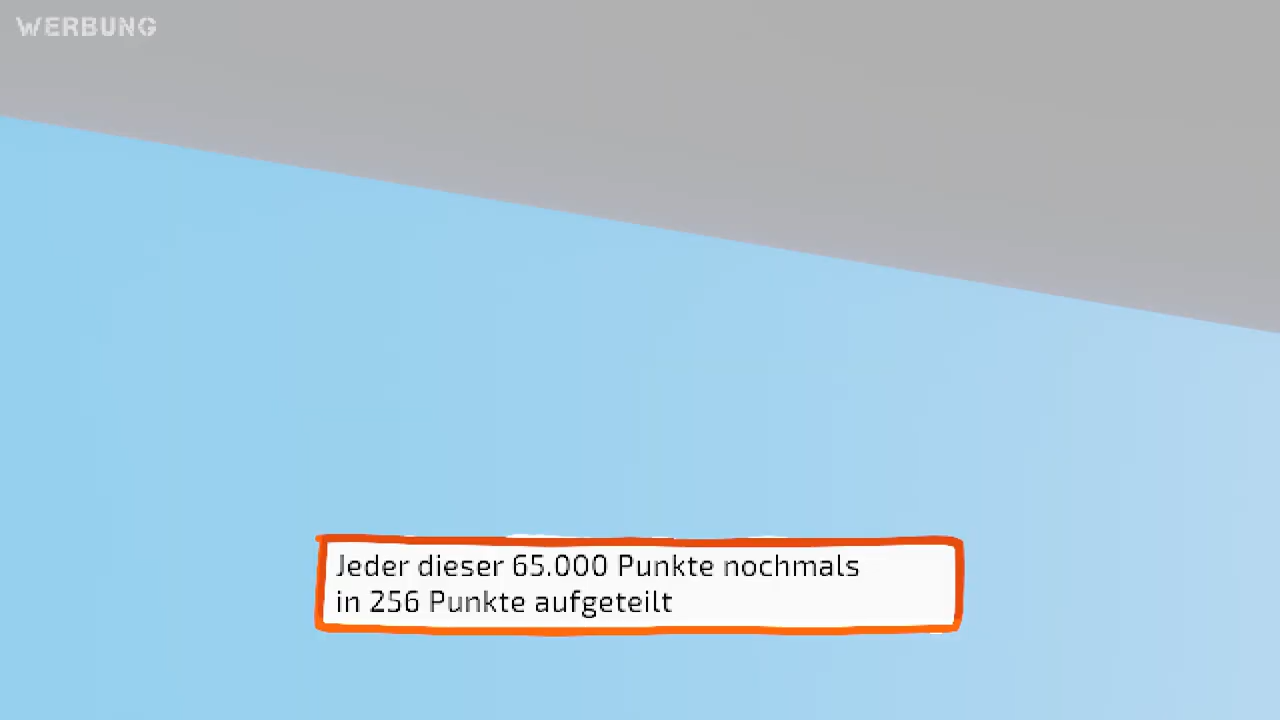 WERBUNG
Jeder dieser 65.000 Punkte nochmals
in 256 Punkte aufgeteilt